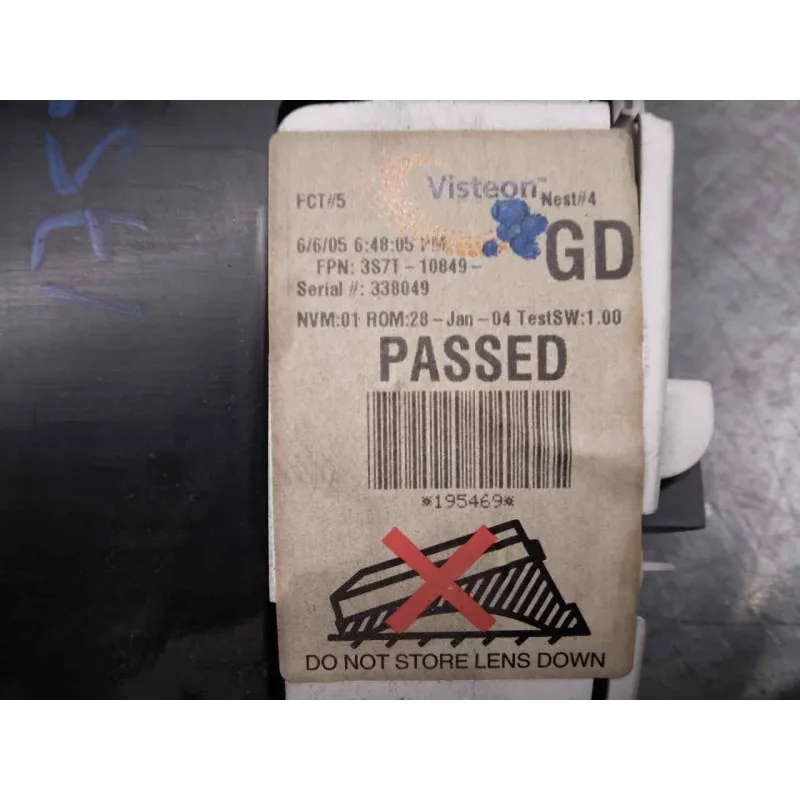 Visteon™
FCT#5 Nest#4
6/6/05 6:48:05 PM
FPN: 3S7T-10849- GD
Serial #: 338049
NVM:01 ROM:28-Jan-04 TestSW:1.00
PASSED
*195469*
DO NOT STORE LENS DOWN